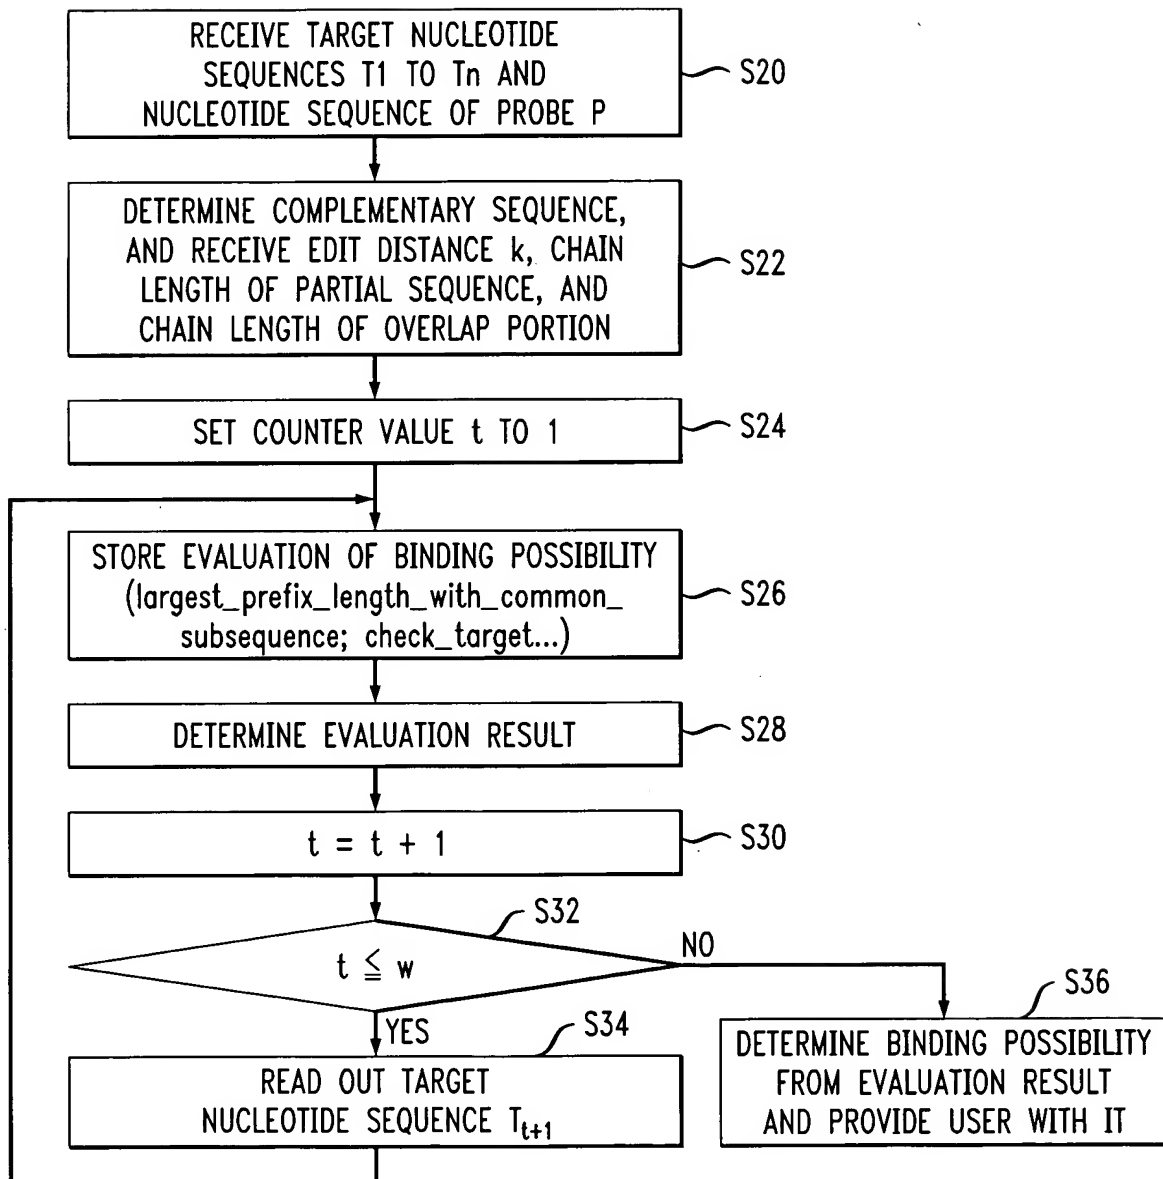 RECEIVE TARGET NUCLEOTIDE
SEQUENCES T1 TO Tn AND
NUCLEOTIDE SEQUENCE OF PROBE P
S20
DETERMINE COMPLEMENTARY SEQUENCE,
AND RECEIVE EDIT DISTANCE k, CHAIN
LENGTH OF PARTIAL SEQUENCE, AND
CHAIN LENGTH OF OVERLAP PORTION
S22
SET COUNTER VALUE t TO 1
S24
STORE EVALUATION OF BINDING POSSIBILITY
(largest_prefix_length_with_common_
subsequence; check_target...)
S26
DETERMINE EVALUATION RESULT
S28
t = t + 1
S30
S32
t ≦ w
NO
YES
S34
READ OUT TARGET
NUCLEOTIDE SEQUENCE Tt+1
S36
DETERMINE BINDING POSSIBILITY
FROM EVALUATION RESULT
AND PROVIDE USER WITH IT